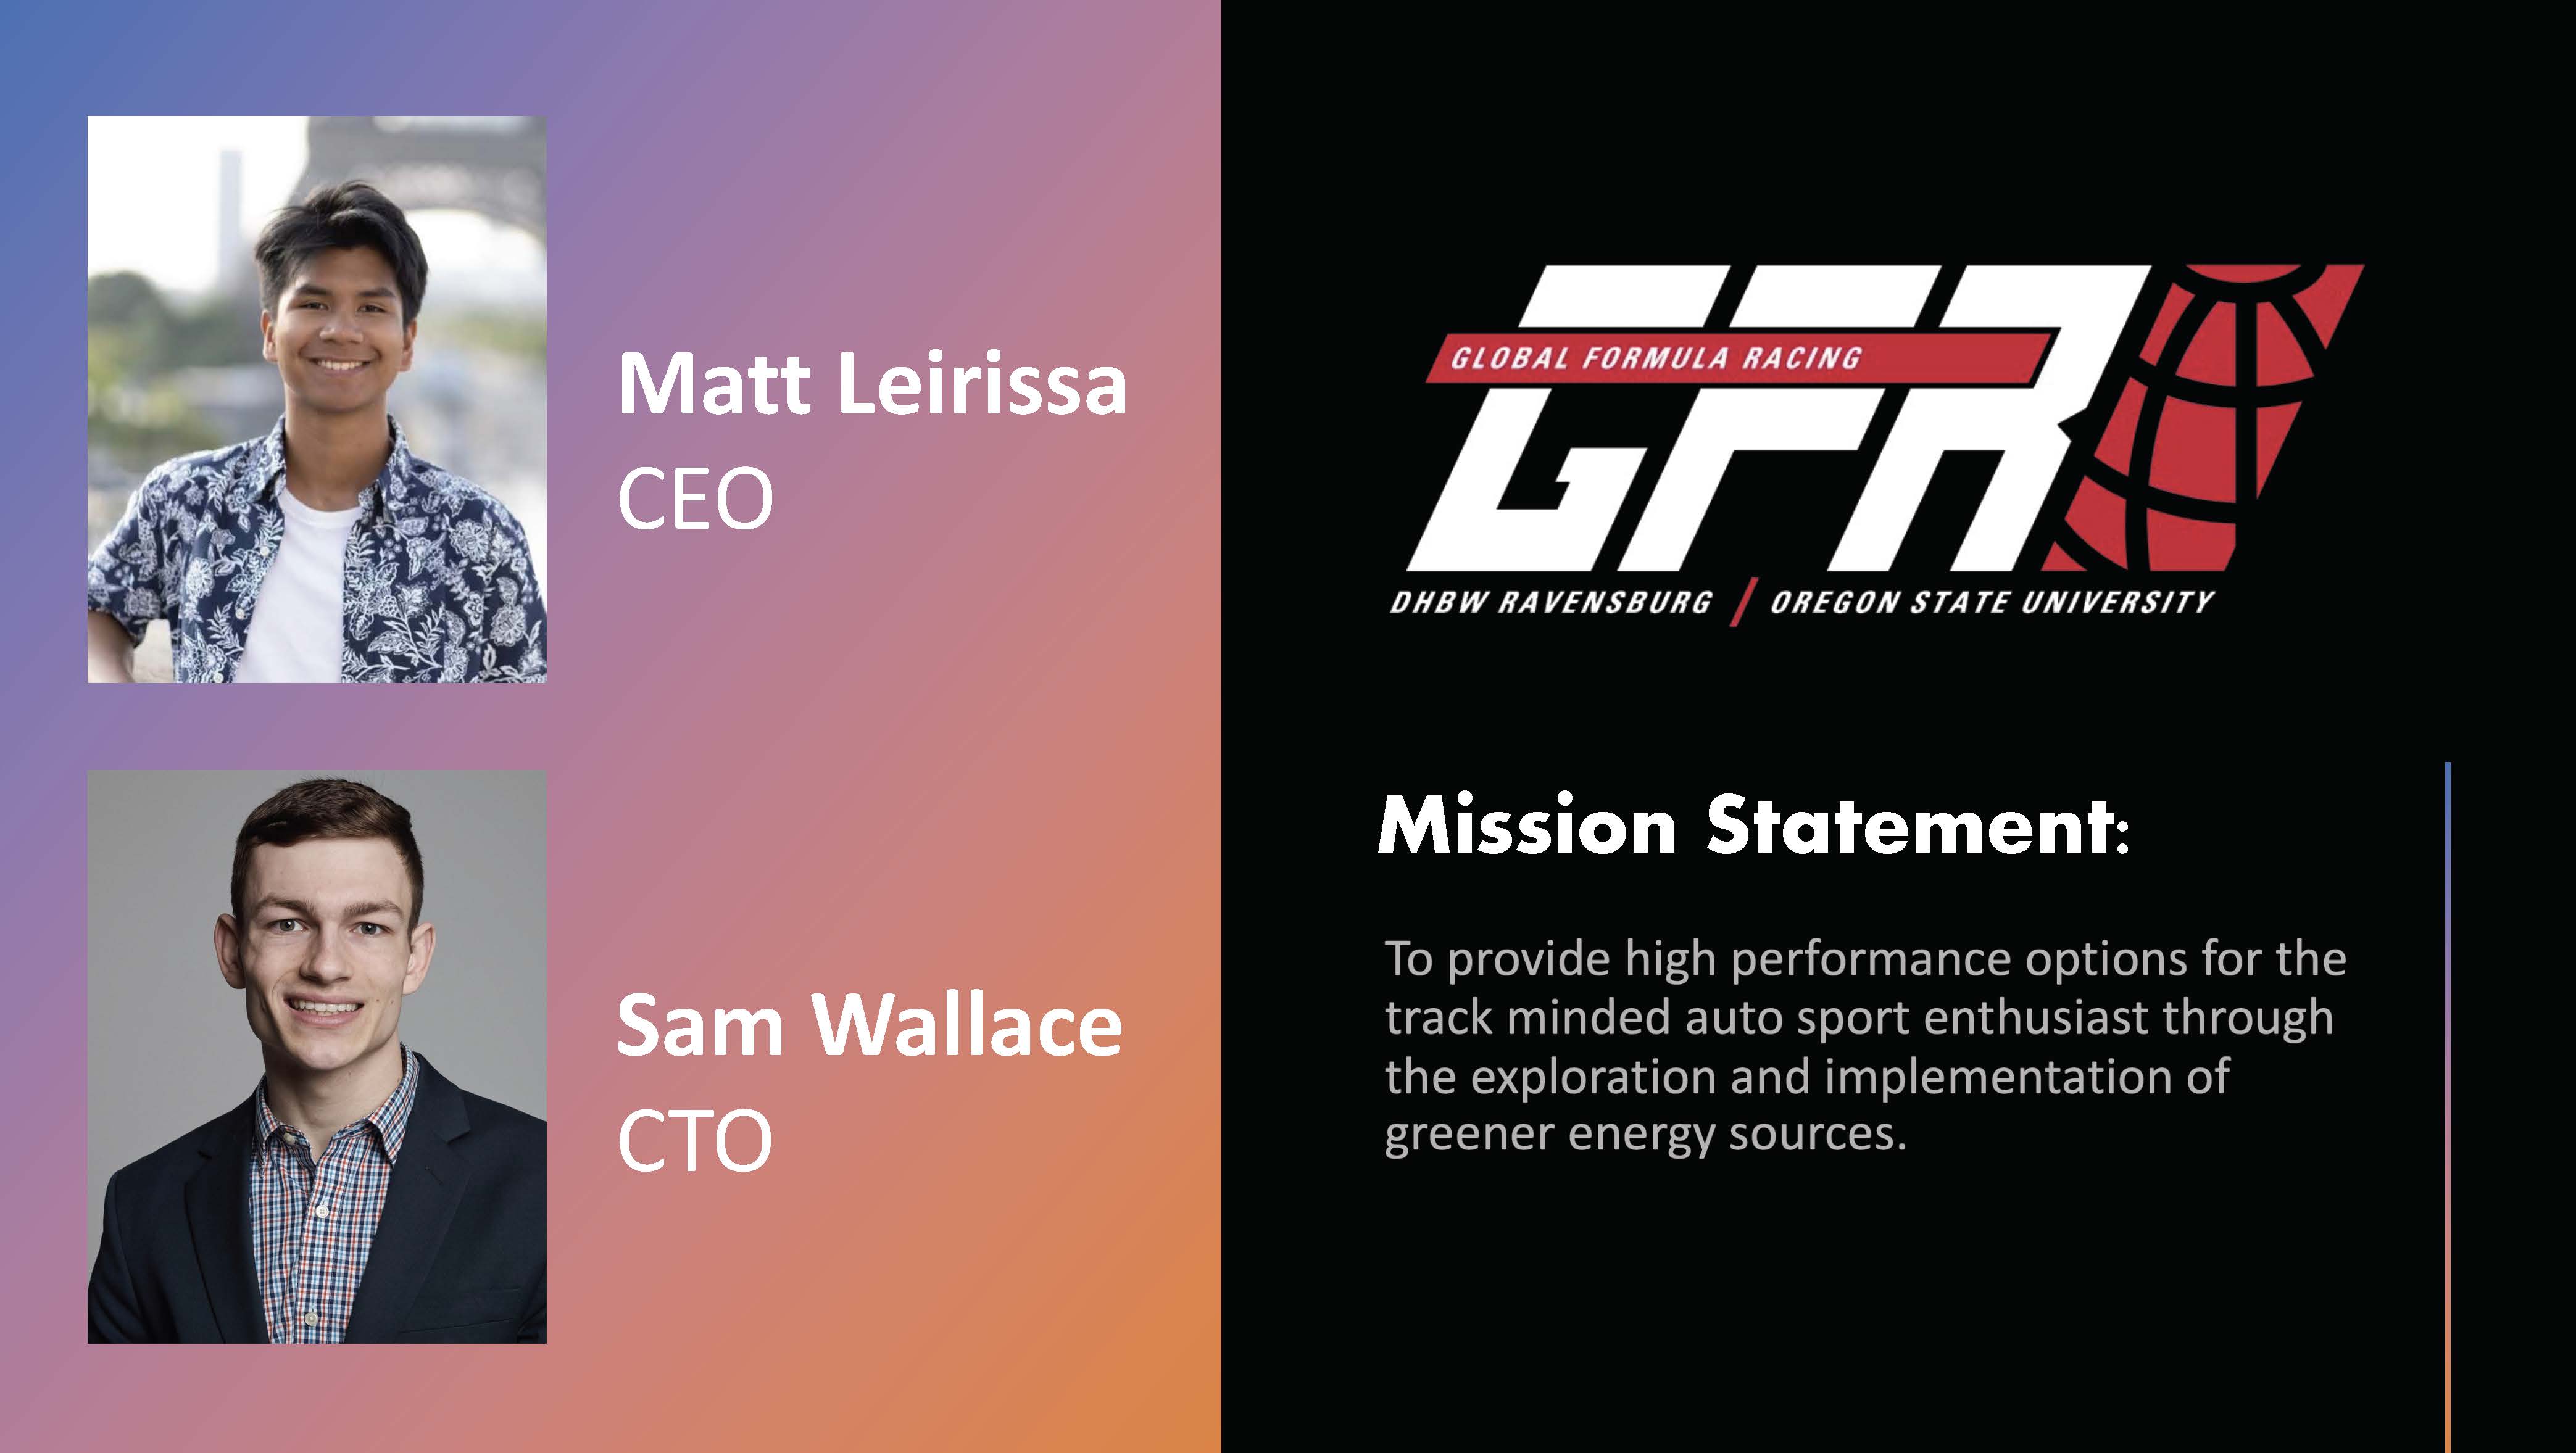 Matt Leirissa
CEO
Sam Wallace
CTO
GFR
GLOBAL FORMULA RACING
DHBW RAVENSBURG / OREGON STATE UNIVERSITY
Mission Statement:
To provide high performance options for the
track minded auto sport enthusiast through
the exploration and implementation of
greener energy sources.